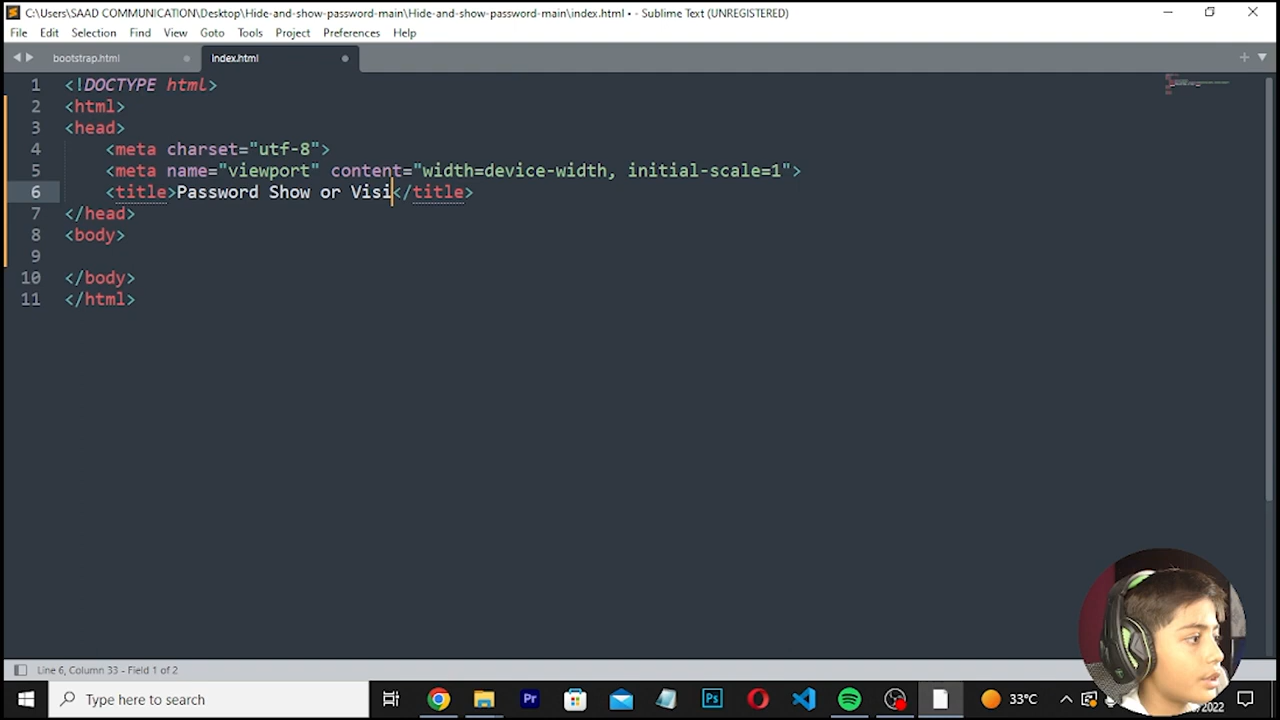 C:\Users\SAAD COMMUNICATION\Desktop\Hide-and-show-password-main\Hide-and-show-password-main\index.html • - Sublime Text (UNREGISTERED)
File Edit Selection Find View Goto Tools Project Preferences Help
bootstrap.html index.html
1 <!DOCTYPE html>
2 <html>
3 <head>
4 <meta charset="utf-8">
5 <meta name="viewport" content="width=device-width, initial-scale=1">
6 <title>Password Show or Visi</title>
7 </head>
8 <body>
9
10 </body>
11 </html>
Line 6, Column 33 - Field 1 of 2
Type here to search
Pr
Ps
33°C
2022